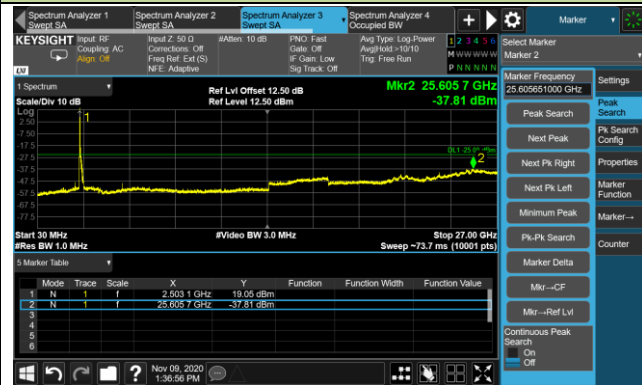 Spectrum Analyzer 1
Swept SA
Spectrum Analyzer 2
Swept SA
Spectrum Analyzer 3
Swept SA
Spectrum Analyzer 4
Occupied BW
Marker
KEYSIGHT
Input: RF
Coupling: AC
Align: Off
Input Z: 50 Ω
Corrections: Off
Freq Ref: Ext (S)
NFE: Adaptive
#Atten: 10 dB
PNO: Fast
Gate: Off
IF Gain: Low
Sig Track: Off
Avg Type: Log-Power
Avg|Hold:>10/10
Trig: Free Run
1 2 3 4 5 6
M W W W W W
P N N N N N
LXI
Select Marker
Marker 2
Marker Frequency
25.605651000 GHz
Peak Search
Next Peak
Next Pk Right
Next Pk Left
Minimum Peak
Pk-Pk Search
Marker Delta
Mkr→CF
Mkr→Ref Lvl
Continuous Peak
Search
On
Off
Settings
Peak
Search
Pk Search
Config
Properties
Marker
Function
Marker→
Counter
1 Spectrum
Scale/Div 10 dB
Ref Lvl Offset 12.50 dB
Ref Level 12.50 dBm
Mkr2 25.605 7 GHz
-37.81 dBm
Log
2.50
-7.50
-17.5
-27.5
-37.5
-47.5
-57.5
-67.5
-77.5
1
2
Start 30 MHz
#Res BW 1.0 MHz
#Video BW 3.0 MHz
Stop 27.00 GHz
Sweep ~73.7 ms (10001 pts)
5 Marker Table
Mode Trace Scale X Y Function Function Width Function Value
1 N 1 f 2.503 1 GHz 19.05 dBm
2 N 1 f 25.605 7 GHz -37.81 dBm
3
4
5
6
?
Nov 09, 2020
1:36:56 PM